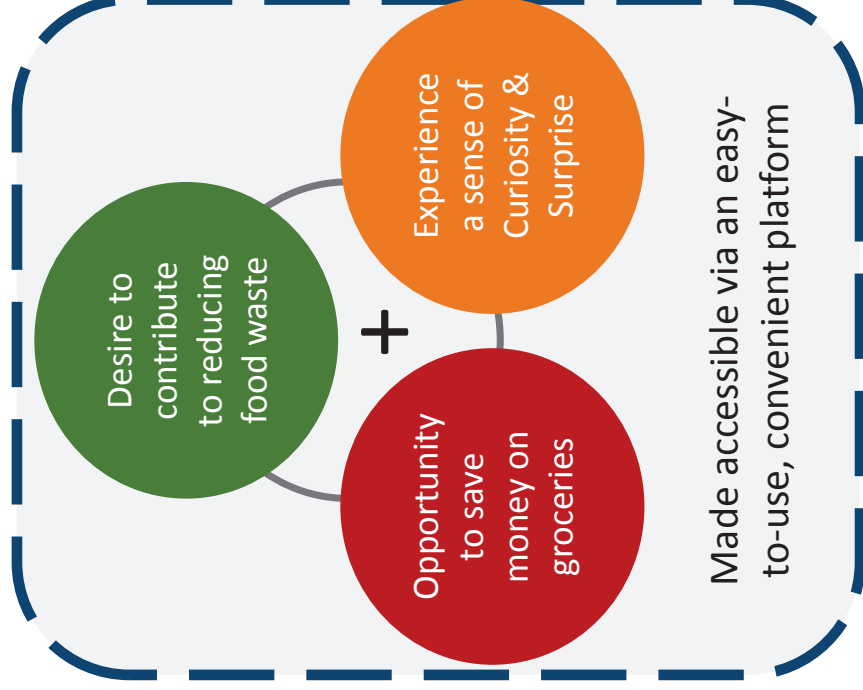 Desire to
contribute
to reducing
food waste
+
Opportunity
to save
money on
groceries
Experience
a sense of
Curiosity &
Surprise
Made accessible via an easy-
to-use, convenient platform